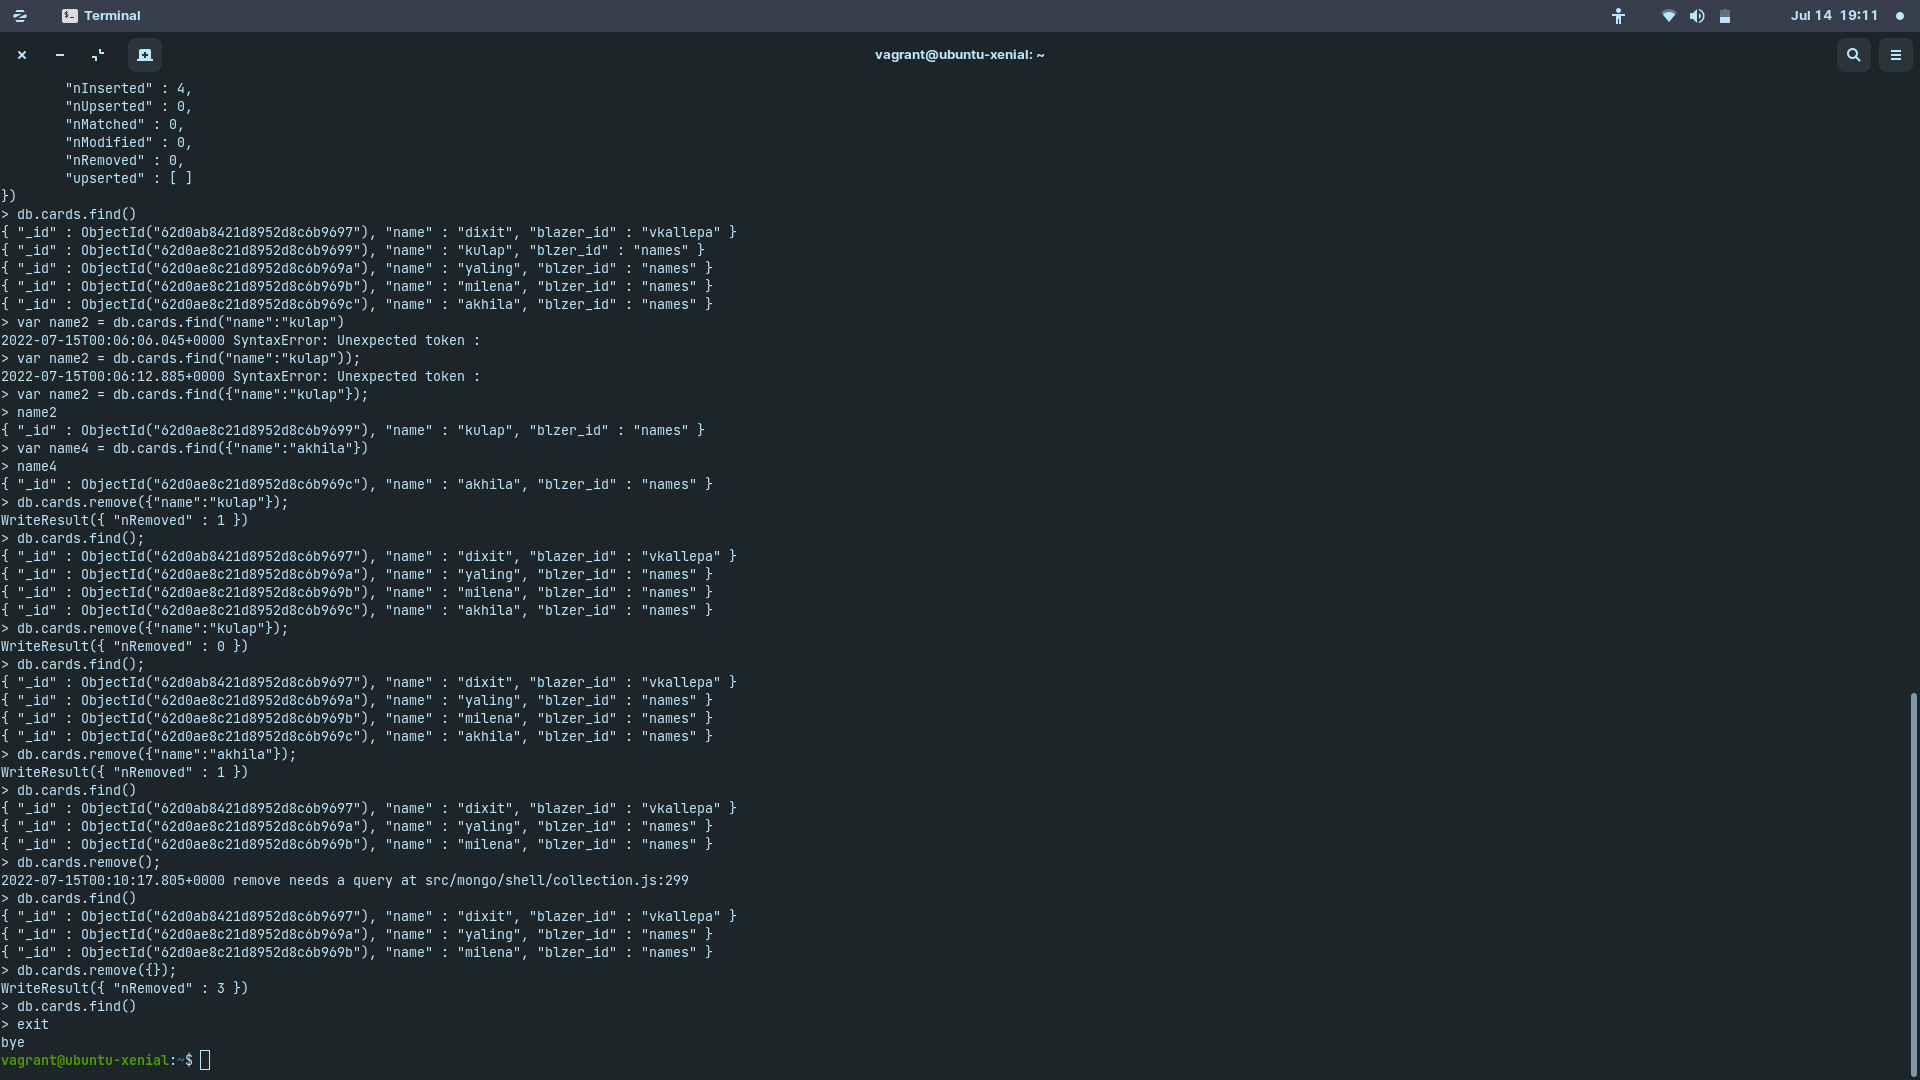 Terminal
Jul 14 19:11
vagrant@ubuntu-xenial: ~
"nInserted" : 4,
"nUpserted" : 0,
"nMatched" : 0,
"nModified" : 0,
"nRemoved" : 0,
"upserted" : [ ]
})
> db.cards.find()
{ "_id" : ObjectId("62d0ab8421d8952d8c6b9697"), "name" : "dixit", "blazer_id" : "vkallepa" }
{ "_id" : ObjectId("62d0ae8c21d8952d8c6b9699"), "name" : "kulap", "blzer_id" : "names" }
{ "_id" : ObjectId("62d0ae8c21d8952d8c6b969a"), "name" : "yaling", "blzer_id" : "names" }
{ "_id" : ObjectId("62d0ae8c21d8952d8c6b969b"), "name" : "milena", "blzer_id" : "names" }
{ "_id" : ObjectId("62d0ae8c21d8952d8c6b969c"), "name" : "akhila", "blzer_id" : "names" }
> var name2 = db.cards.find("name":"kulap")
2022-07-15T00:06:06.045+0000 SyntaxError: Unexpected token :
> var name2 = db.cards.find("name":"kulap"));
2022-07-15T00:06:12.885+0000 SyntaxError: Unexpected token :
> var name2 = db.cards.find({"name":"kulap"});
> name2
{ "_id" : ObjectId("62d0ae8c21d8952d8c6b9699"), "name" : "kulap", "blzer_id" : "names" }
> var name4 = db.cards.find({"name":"akhila"})
> name4
{ "_id" : ObjectId("62d0ae8c21d8952d8c6b969c"), "name" : "akhila", "blzer_id" : "names" }
> db.cards.remove({"name":"kulap"});
WriteResult({ "nRemoved" : 1 })
> db.cards.find();
{ "_id" : ObjectId("62d0ab8421d8952d8c6b9697"), "name" : "dixit", "blazer_id" : "vkallepa" }
{ "_id" : ObjectId("62d0ae8c21d8952d8c6b969a"), "name" : "yaling", "blzer_id" : "names" }
{ "_id" : ObjectId("62d0ae8c21d8952d8c6b969b"), "name" : "milena", "blzer_id" : "names" }
{ "_id" : ObjectId("62d0ae8c21d8952d8c6b969c"), "name" : "akhila", "blzer_id" : "names" }
> db.cards.remove({"name":"kulap"});
WriteResult({ "nRemoved" : 0 })
> db.cards.find();
{ "_id" : ObjectId("62d0ab8421d8952d8c6b9697"), "name" : "dixit", "blazer_id" : "vkallepa" }
{ "_id" : ObjectId("62d0ae8c21d8952d8c6b969a"), "name" : "yaling", "blzer_id" : "names" }
{ "_id" : ObjectId("62d0ae8c21d8952d8c6b969b"), "name" : "milena", "blzer_id" : "names" }
{ "_id" : ObjectId("62d0ae8c21d8952d8c6b969c"), "name" : "akhila", "blzer_id" : "names" }
> db.cards.remove({"name":"akhila"});
WriteResult({ "nRemoved" : 1 })
> db.cards.find()
{ "_id" : ObjectId("62d0ab8421d8952d8c6b9697"), "name" : "dixit", "blazer_id" : "vkallepa" }
{ "_id" : ObjectId("62d0ae8c21d8952d8c6b969a"), "name" : "yaling", "blzer_id" : "names" }
{ "_id" : ObjectId("62d0ae8c21d8952d8c6b969b"), "name" : "milena", "blzer_id" : "names" }
> db.cards.remove();
2022-07-15T00:10:17.805+0000 remove needs a query at src/mongo/shell/collection.js:299
> db.cards.find()
{ "_id" : ObjectId("62d0ab8421d8952d8c6b9697"), "name" : "dixit", "blazer_id" : "vkallepa" }
{ "_id" : ObjectId("62d0ae8c21d8952d8c6b969a"), "name" : "yaling", "blzer_id" : "names" }
{ "_id" : ObjectId("62d0ae8c21d8952d8c6b969b"), "name" : "milena", "blzer_id" : "names" }
> db.cards.remove({});
WriteResult({ "nRemoved" : 3 })
> db.cards.find()
> exit
bye
vagrant@ubuntu-xenial:~$